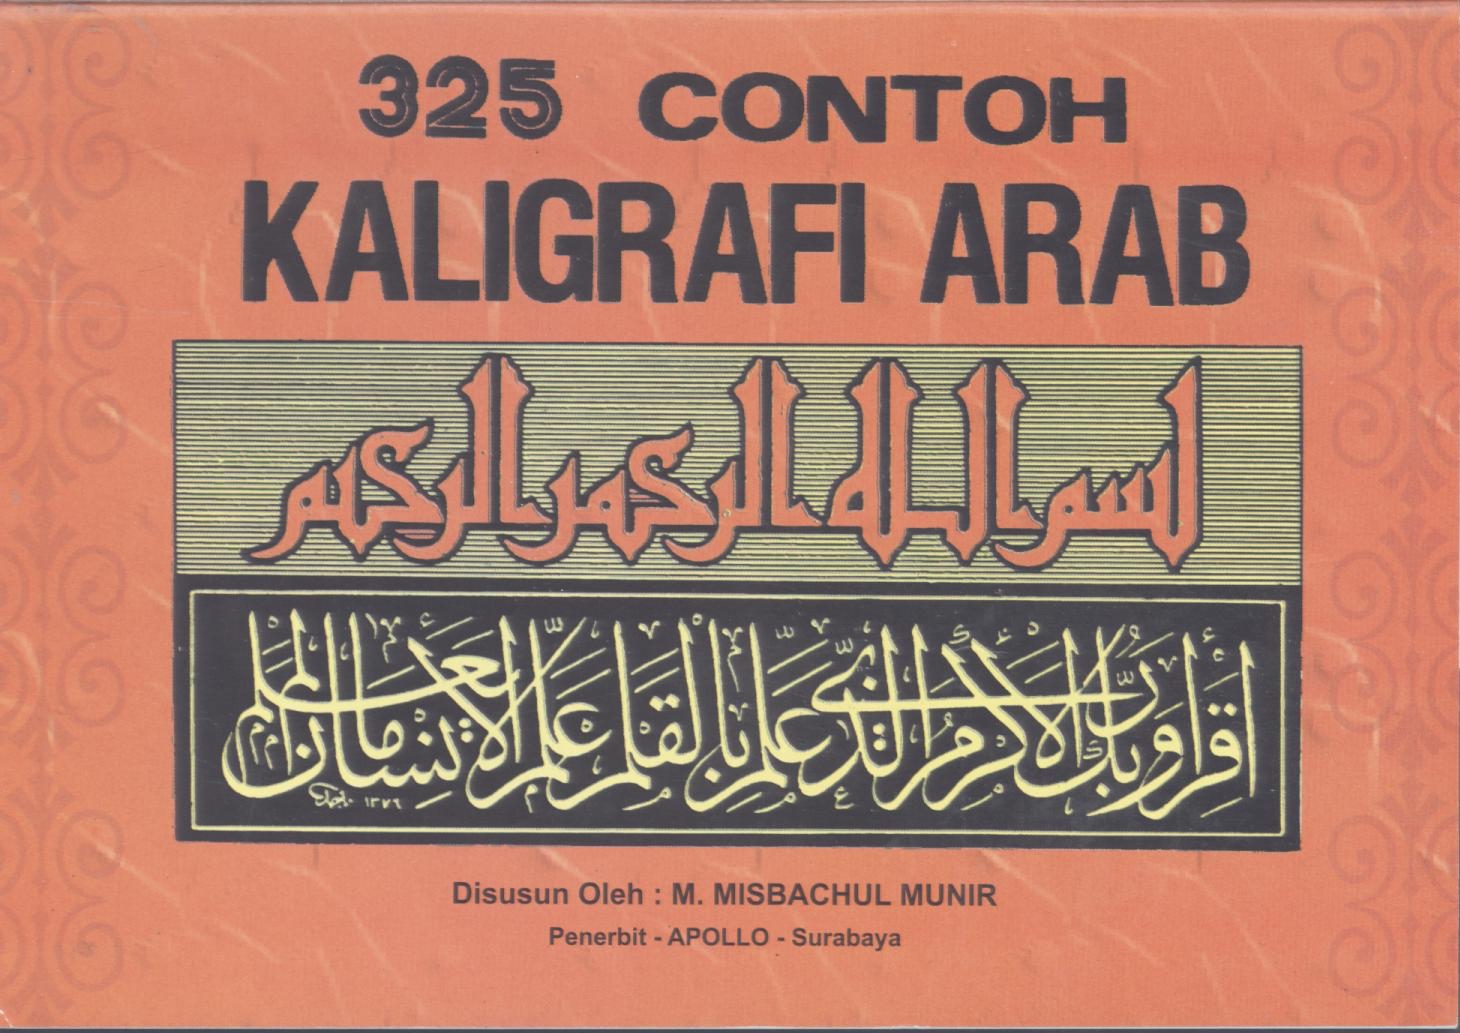 325 CONTOH
KALIGRAFI ARAB
بسم الله الرحمن الرحيم
اقرأ وربك الأكرم الذي علم بالقلم علم الإنسان ما لم يعلم
١٣٧٦
Disusun Oleh : M. MISBACHUL MUNIR
Penerbit - APOLLO - Surabaya